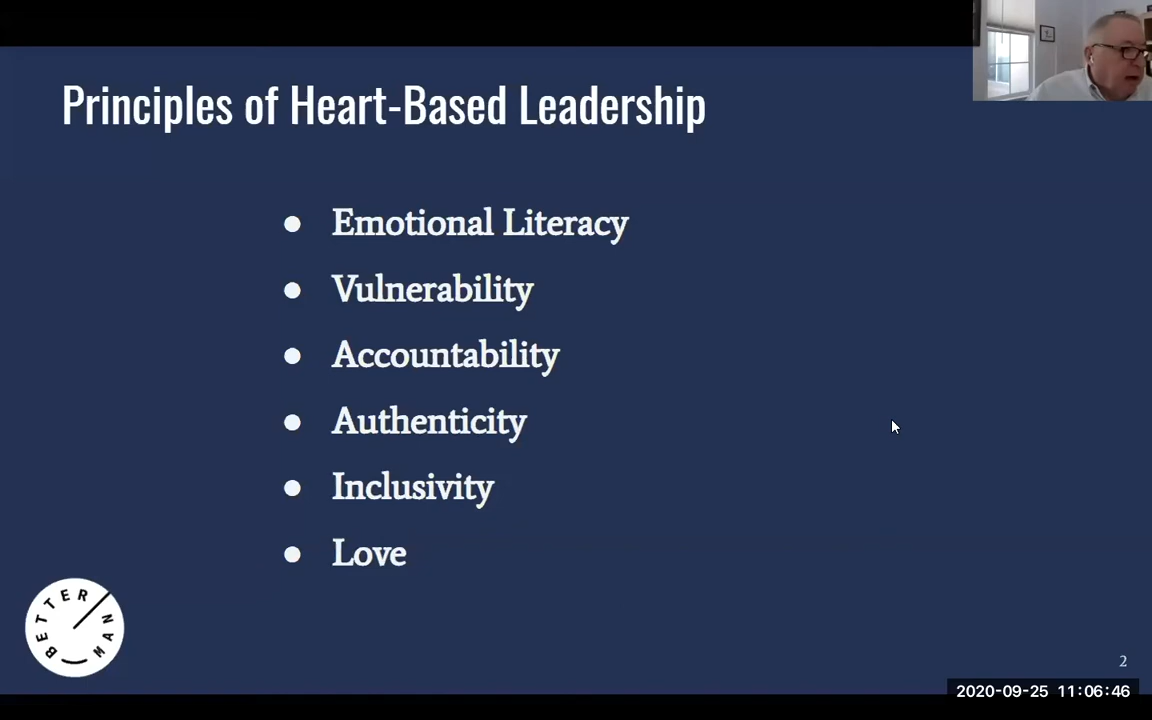 Principles of Heart-Based Leadership
● Emotional Literacy
● Vulnerability
● Accountability
● Authenticity
● Inclusivity
● Love
BETTER MAN
2
2020-09-25 11:06:46